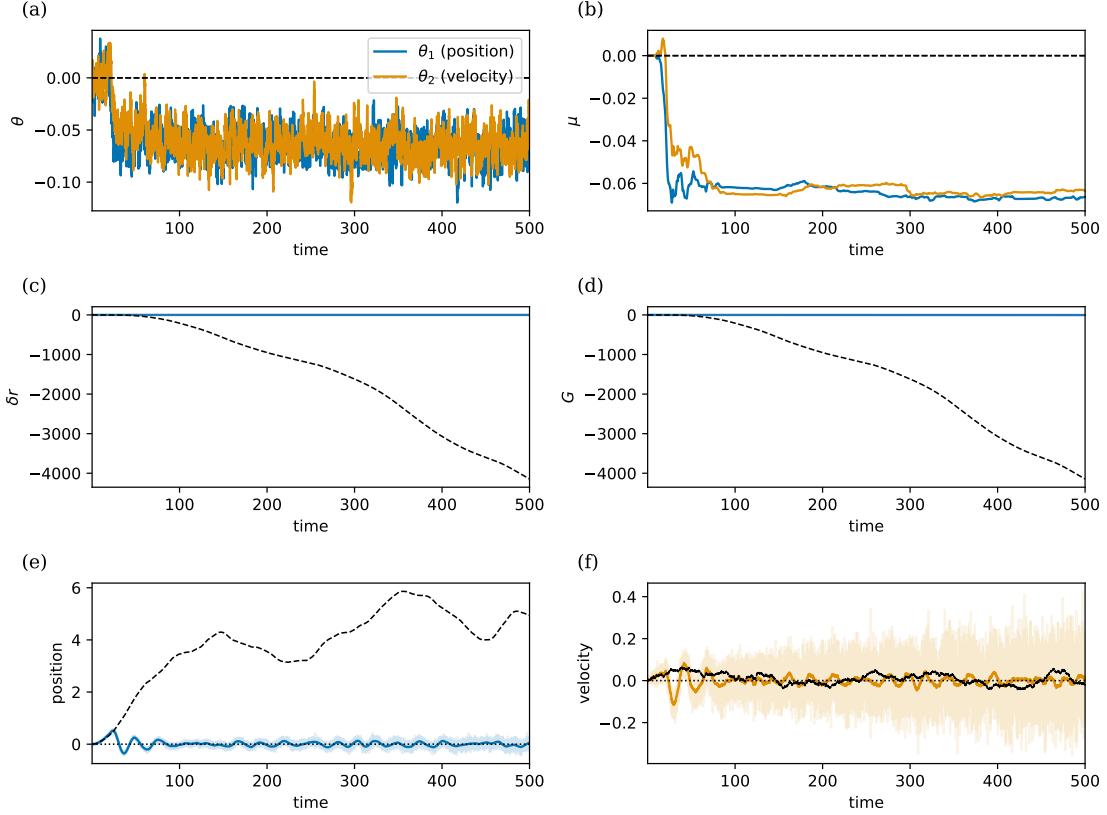 (a)
0.00
−0.05
−0.10
θ
θ₁ (position)
θ₂ (velocity)
100 200 300 400 500
time
(b)
0.00
−0.02
−0.04
−0.06
μ
100 200 300 400 500
time
(c)
0
−1000
−2000
−3000
−4000
δr
100 200 300 400 500
time
(d)
0
−1000
−2000
−3000
−4000
G
100 200 300 400 500
time
(e)
6
4
2
0
position
100 200 300 400 500
time
(f)
0.4
0.2
0.0
−0.2
velocity
100 200 300 400 500
time